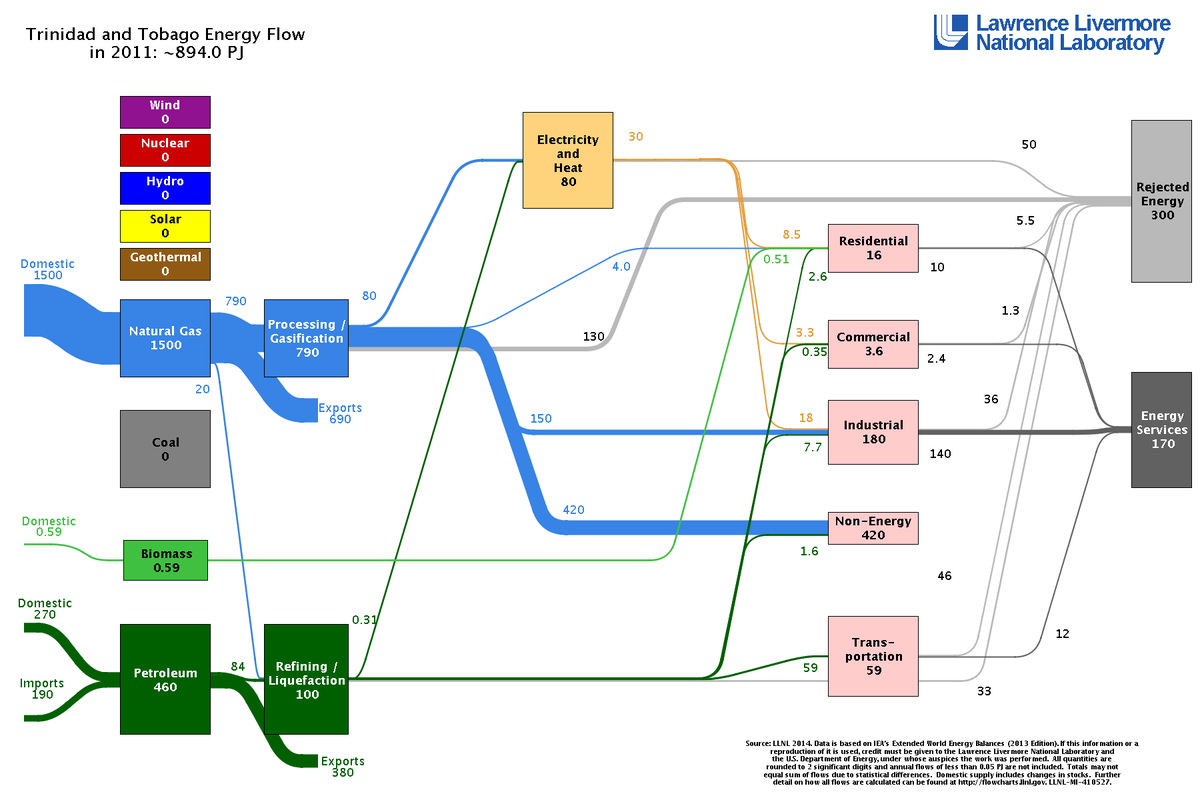 Trinidad and Tobago Energy Flow
in 2011: ~894.0 PJ
Lawrence Livermore
National Laboratory
Wind
0
Nuclear
0
Hydro
0
Solar
0
Geothermal
0
Domestic
1500
Natural Gas
1500
790
20
Processing /
Gasification
790
Exports
690
80
Coal
0
Domestic
0.59
Biomass
0.59
Domestic
270
Imports
190
Petroleum
460
84
Refining /
Liquefaction
100
0.31
Exports
380
Electricity
and
Heat
80
30
4.0
130
150
420
8.5
0.51
2.6
Residential
16
3.3
0.35
Commercial
3.6
18
7.7
Industrial
180
1.6
Non-Energy
420
59
Trans-
portation
59
50
5.5
10
1.3
2.4
36
140
46
12
33
Rejected
Energy
300
Energy
Services
170
Source: LLNL 2014. Data is based on IEA's Extended World Energy Balances (2013 Edition). If this information or a
reproduction of it is used, credit must be given to the Lawrence Livermore National Laboratory and
the U.S. Department of Energy, under whose auspices the work was performed. All quantities are
rounded to 2 significant digits and annual flows of less than 0.05 PJ are not included. Totals may not
equal sum of flows due to statistical differences. Domestic supply includes changes in stocks. Further
detail on how all flows are calculated can be found at http://flowcharts.llnl.gov. LLNL-MI-410527.